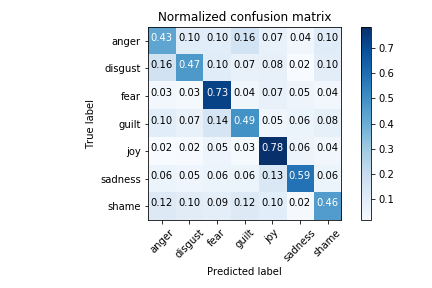 Normalized confusion matrix
True label
anger 0.43 0.10 0.10 0.16 0.07 0.04 0.10
disgust 0.16 0.47 0.10 0.07 0.08 0.02 0.10
fear 0.03 0.03 0.73 0.04 0.07 0.05 0.04
guilt 0.10 0.07 0.14 0.49 0.05 0.06 0.08
joy 0.02 0.02 0.05 0.03 0.78 0.06 0.04
sadness 0.06 0.05 0.06 0.06 0.13 0.59 0.06
shame 0.12 0.10 0.09 0.12 0.10 0.02 0.46
anger disgust fear guilt joy sadness shame
Predicted label
0.7
0.6
0.5
0.4
0.3
0.2
0.1